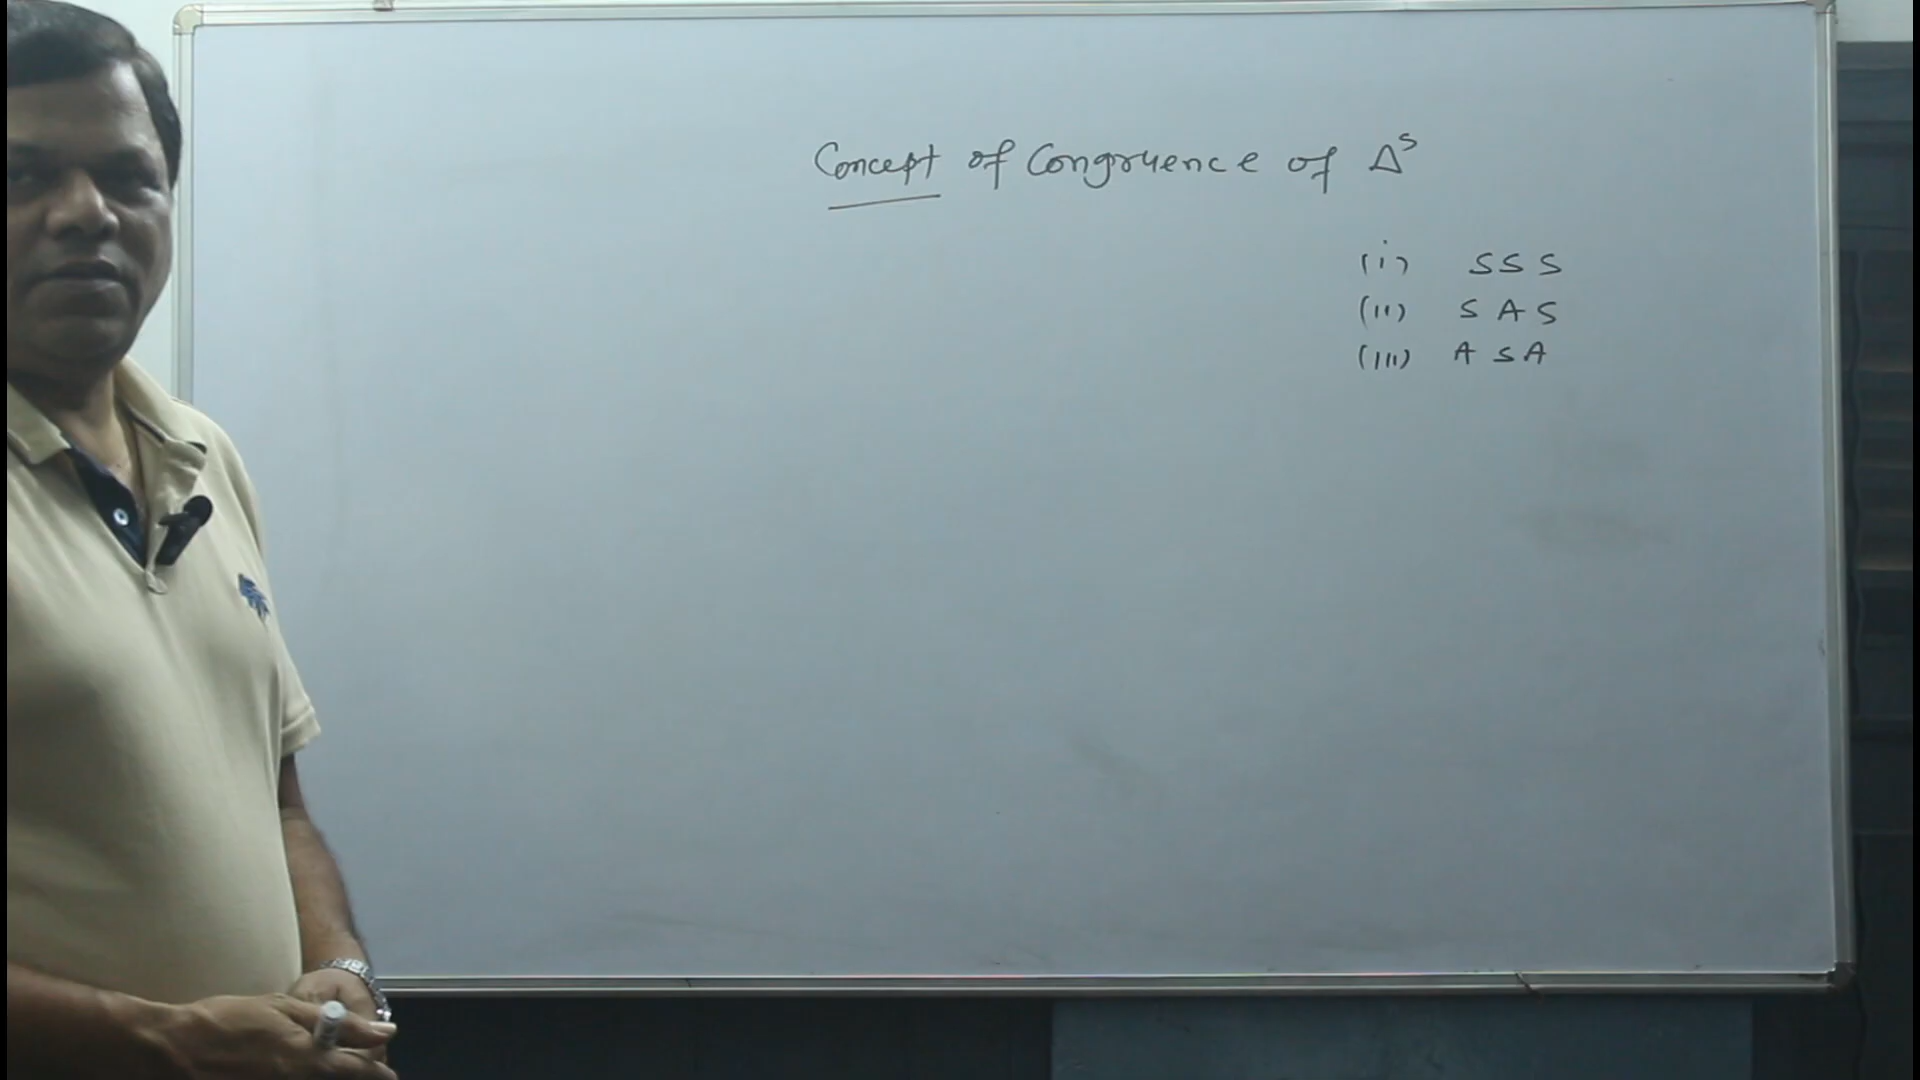 Concept of Congruence of Δs
(i) SSS
(ii) SAS
(iii) ASA